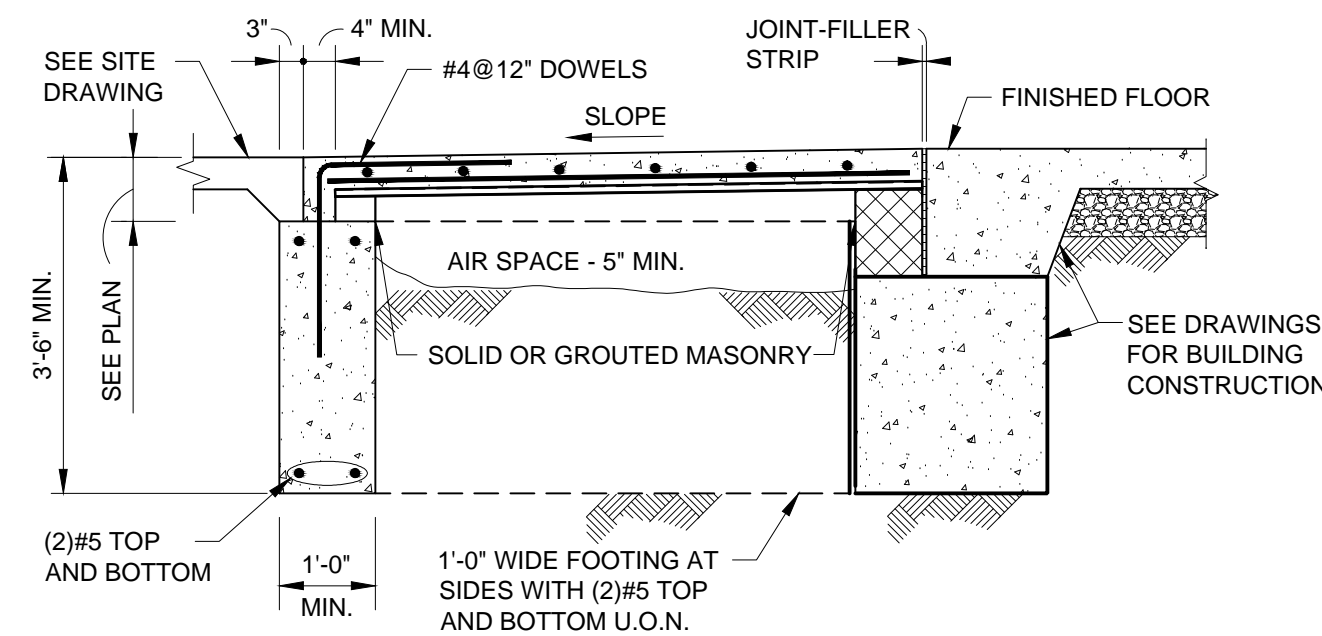 3"
4" MIN.
JOINT-FILLER
STRIP
SEE SITE
DRAWING
#4@12" DOWELS
FINISHED FLOOR
SLOPE
3'-6" MIN.
SEE PLAN
AIR SPACE - 5" MIN.
SOLID OR GROUTED MASONRY
SEE DRAWINGS
FOR BUILDING
CONSTRUCTION
(2)#5 TOP
AND BOTTOM
1'-0"
MIN.
1'-0" WIDE FOOTING AT
SIDES WITH (2)#5 TOP
AND BOTTOM U.O.N.